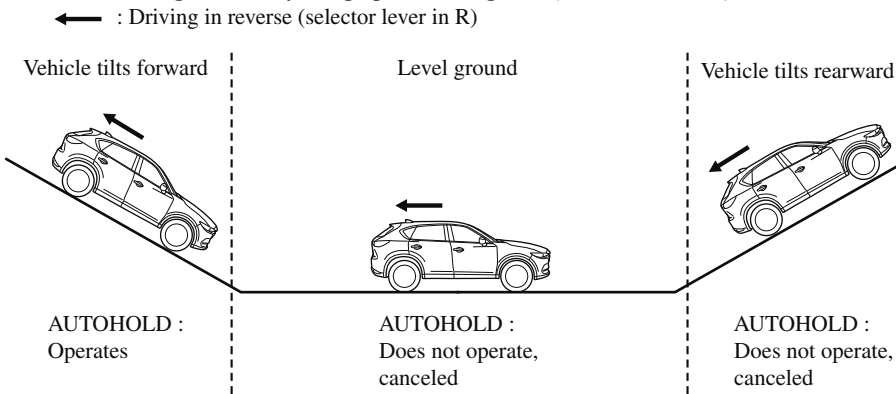 : Driving in reverse (selector lever in R)
Vehicle tilts forward
Level ground
Vehicle tilts rearward
AUTOHOLD :
Operates
AUTOHOLD :
Does not operate,
canceled
AUTOHOLD :
Does not operate,
canceled